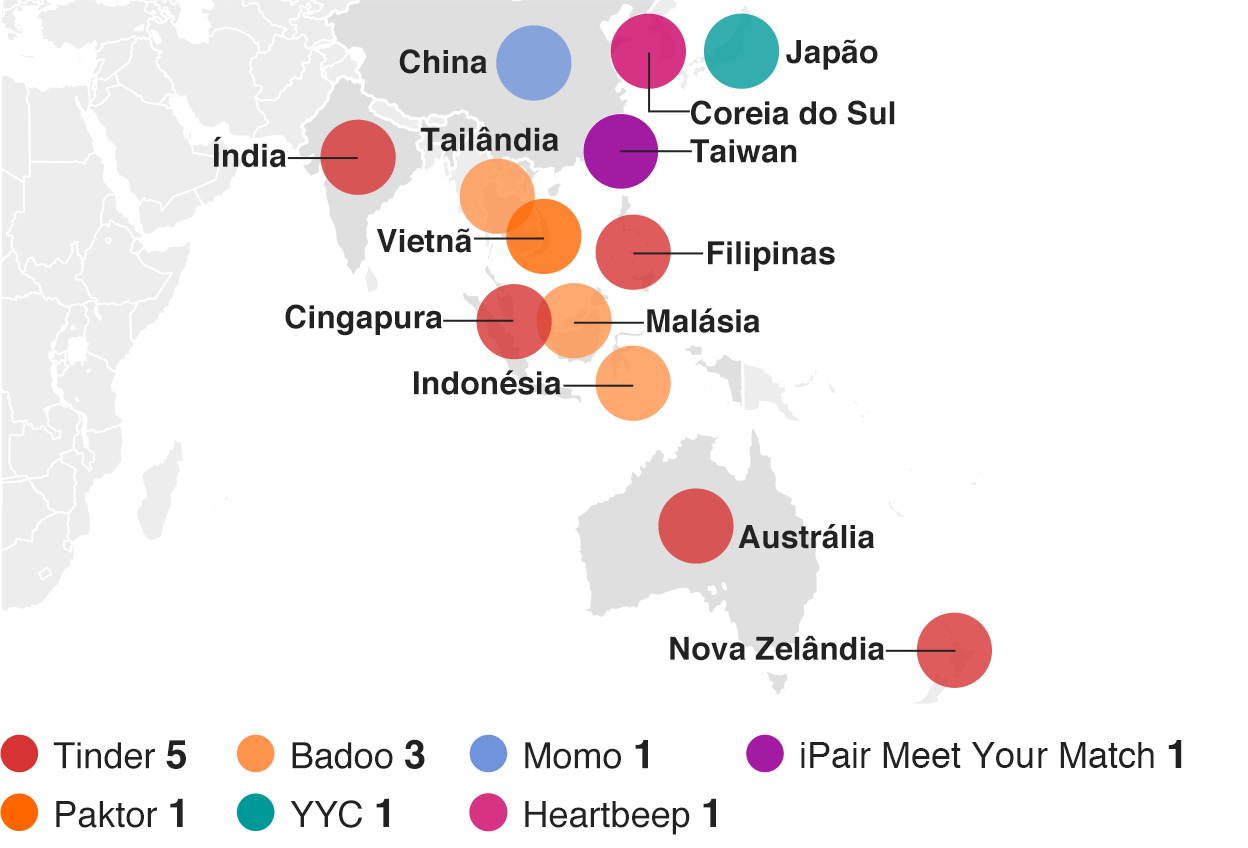 China
Japão
Coreia do Sul
Tailândia
Índia
Taiwan
Vietnã
Filipinas
Cingapura
Malásia
Indonésia
Austrália
Nova Zelândia
Tinder 5
Badoo 3
Momo 1
iPair Meet Your Match 1
Paktor 1
YYC 1
Heartbeep 1